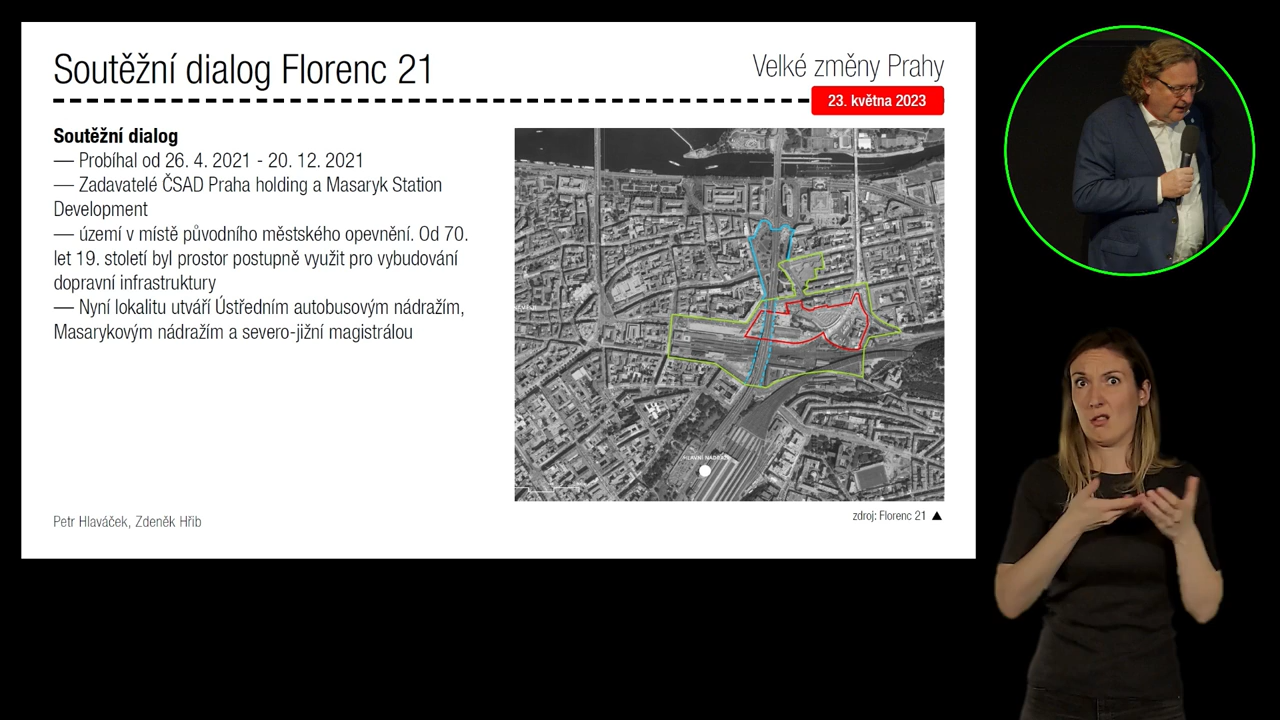 Soutěžní dialog Florenc 21
Velké změny Prahy
23. května 2023
Soutěžní dialog
— Probíhal od 26. 4. 2021 - 20. 12. 2021
— Zadavatelé ČSAD Praha holding a Masaryk Station
Development
— území v místě původního městského opevnění. Od 70.
let 19. století byl prostor postupně využit pro vybudování
dopravní infrastruktury
— Nyní lokalitu utváří Ústředním autobusovým nádražím,
Masarykovým nádražím a severo-jižní magistrálou
HLAVNÍ NÁDRAŽÍ
Petr Hlaváček, Zdeněk Hřib
zdroj: Florenc 21 ▲